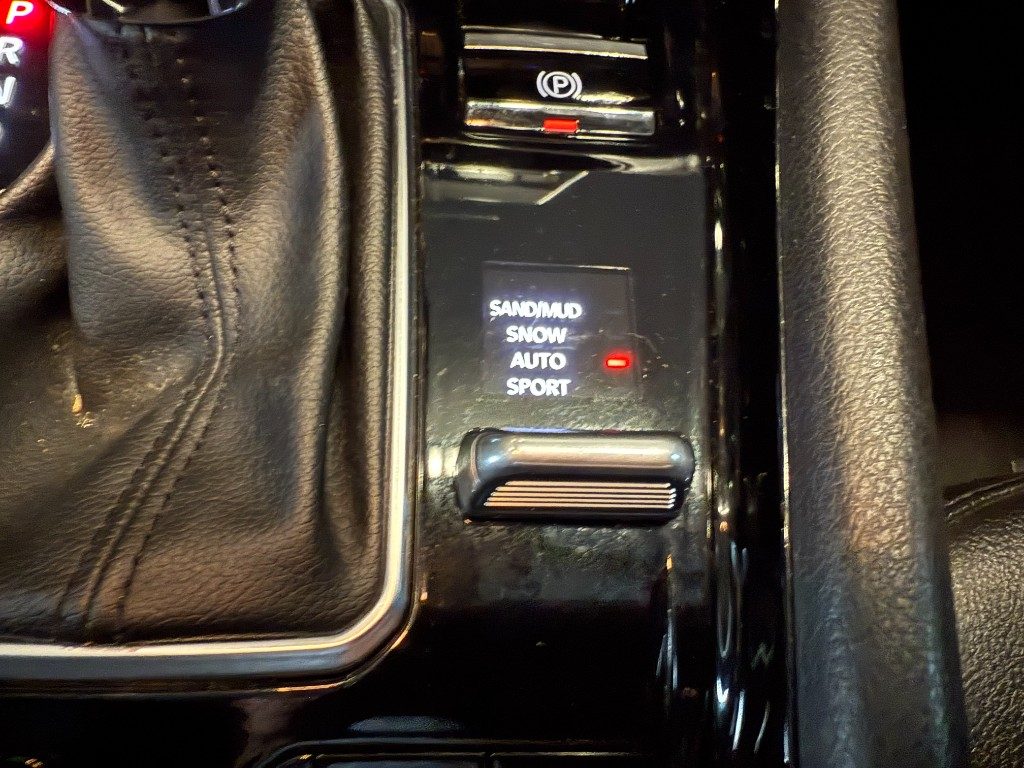 P
R
N
(P)
SAND/MUD
SNOW
AUTO
SPORT